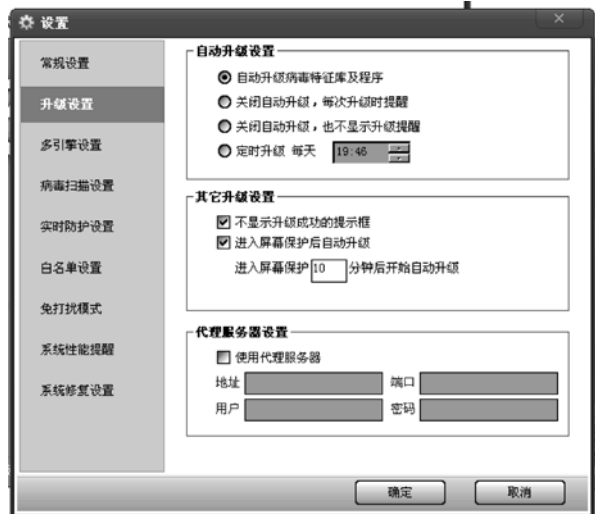 设置
常规设置
升级设置
多引擎设置
病毒扫描设置
实时防护设置
白名单设置
免打扰模式
系统性能提醒
系统修复设置
自动升级设置
自动升级病毒特征库及程序
关闭自动升级，每次升级时提醒
关闭自动升级，也不显示升级提醒
定时升级 每天 19:46
其它升级设置
不显示升级成功的提示框
进入屏幕保护后自动升级
进入屏幕保护 10 分钟后开始自动升级
代理服务器设置
使用代理服务器
地址 端口
用户 密码
确定 取消